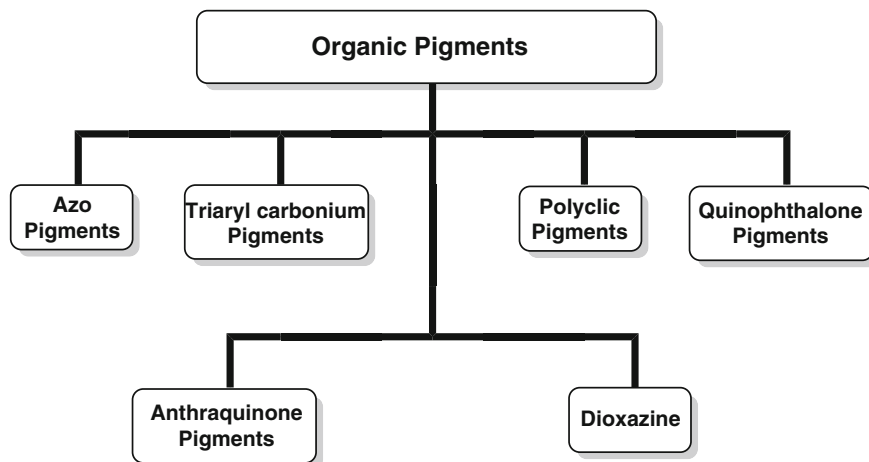 Organic Pigments
Azo
Pigments
Triaryl carbonium
Pigments
Polyclic
Pigments
Quinophthalone
Pigments
Anthraquinone
Pigments
Dioxazine